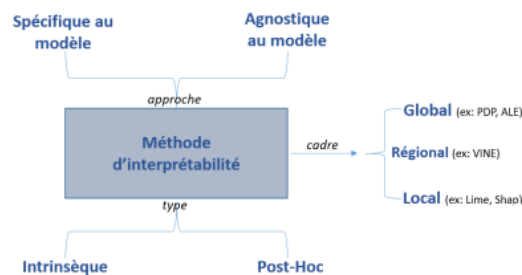 Spécifique au
modèle
Agnostique
au modèle
approche
Méthode
d'interprétabilité
cadre
Global (ex: PDP, ALE)
Régional (ex: VINE)
Local (ex: Lime, Shap)
type
Intrinsèque
Post-Hoc